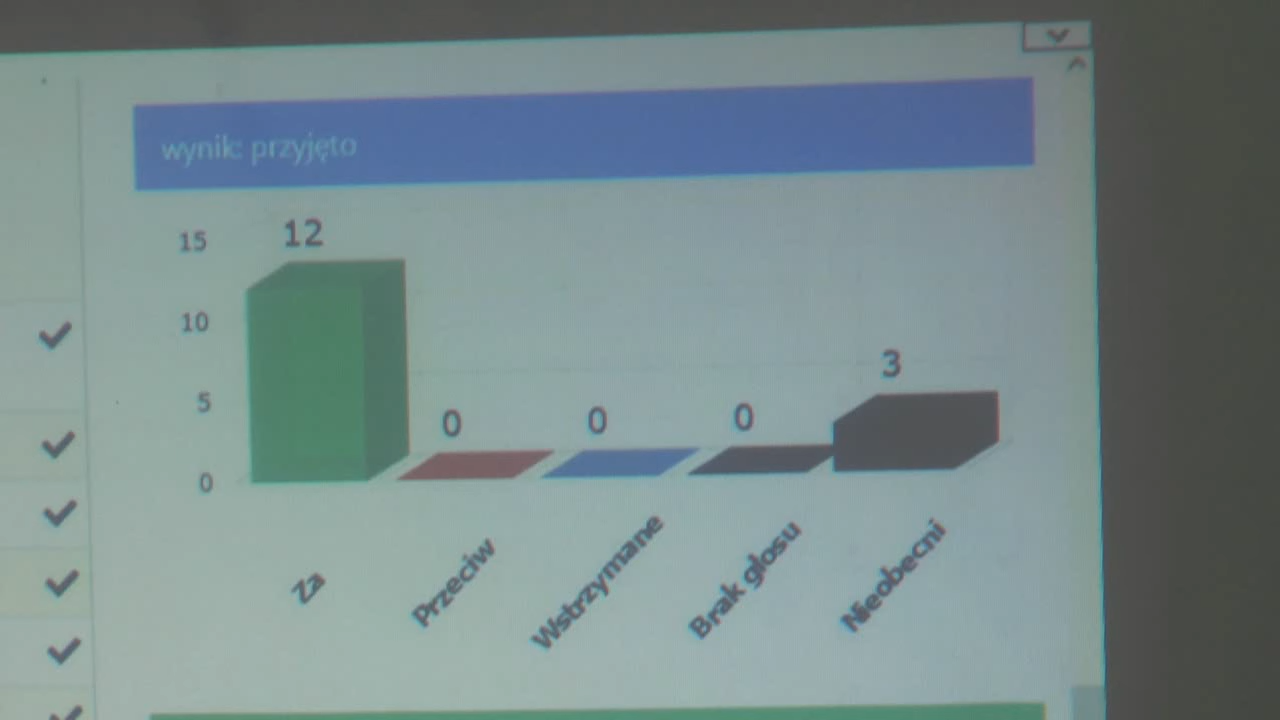 wynik: przyjęto
15
12
10
5
0
0
0
0
3
Za
Przeciw
Wstrzymane
Brak głosu
Nieobecni